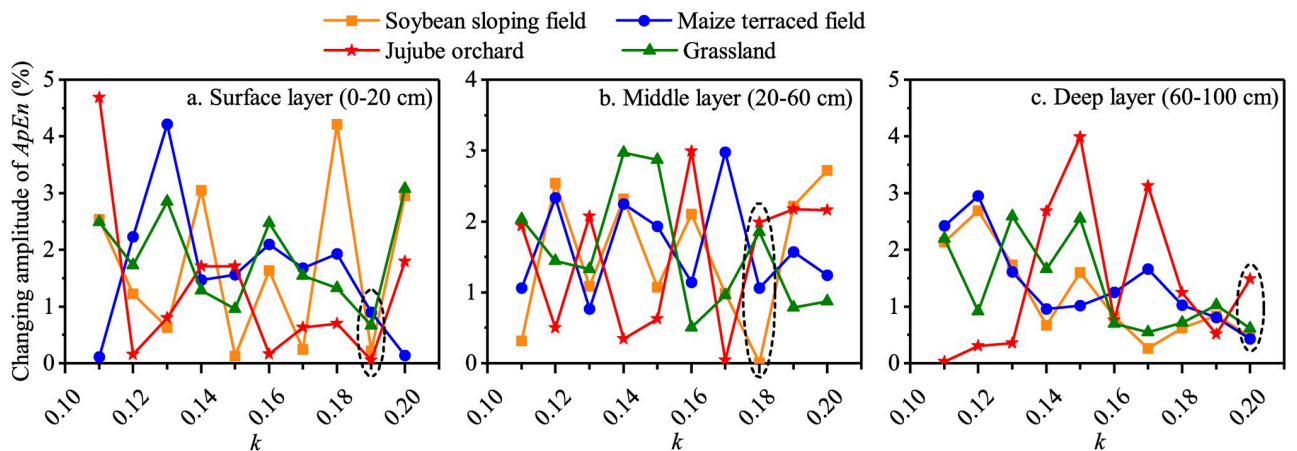 Soybean sloping field Maize terraced field
Jujube orchard Grassland
Changing amplitude of ApEn (%)
a. Surface layer (0-20 cm)
5
4
3
2
1
0
0.10 0.12 0.14 0.16 0.18 0.20
k
b. Middle layer (20-60 cm)
4
3
2
1
0
0.10 0.12 0.14 0.16 0.18 0.20
k
c. Deep layer (60-100 cm)
5
4
3
2
1
0
0.10 0.12 0.14 0.16 0.18 0.20
k